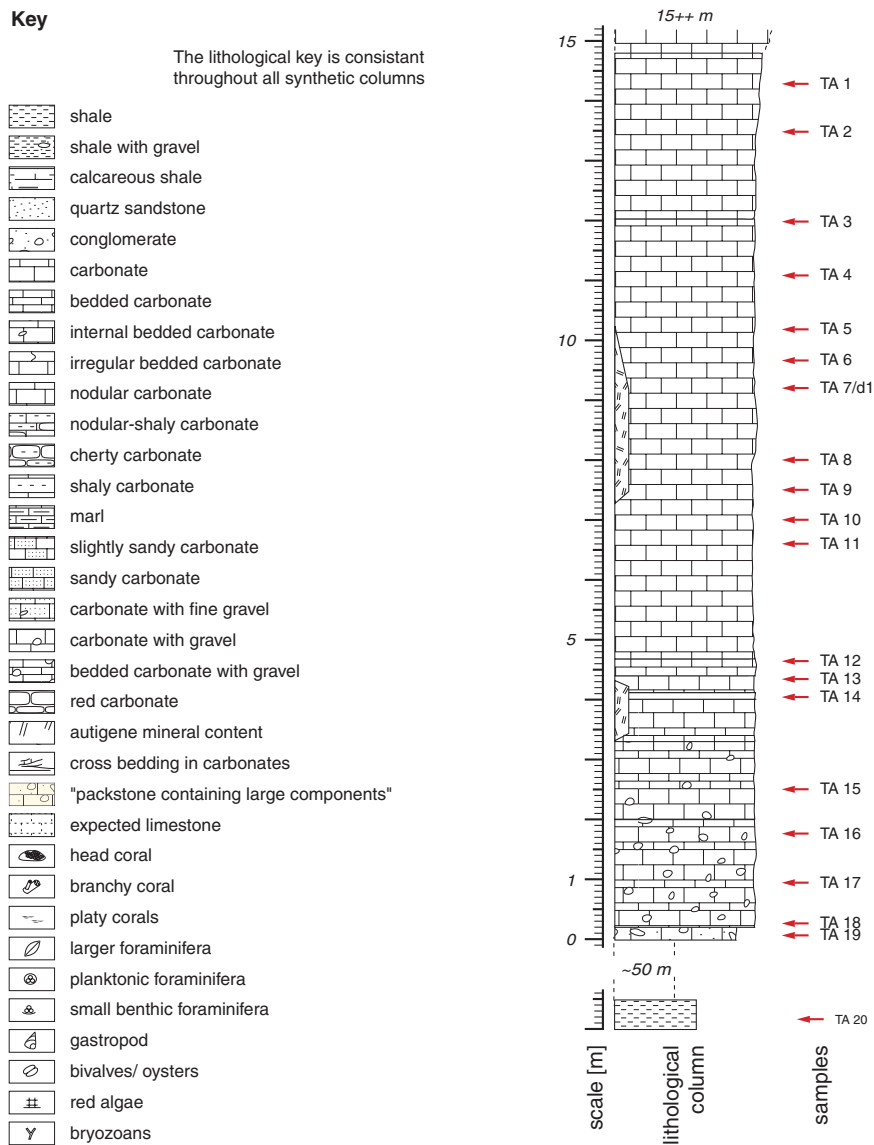 Key
The lithological key is consistant
throughout all synthetic columns
shale
shale with gravel
calcareous shale
quartz sandstone
conglomerate
carbonate
bedded carbonate
internal bedded carbonate
irregular bedded carbonate
nodular carbonate
nodular-shaly carbonate
cherty carbonate
shaly carbonate
marl
slightly sandy carbonate
sandy carbonate
carbonate with fine gravel
carbonate with gravel
bedded carbonate with gravel
red carbonate
autigene mineral content
cross bedding in carbonates
"packstone containing large components"
expected limestone
head coral
branchy coral
platy corals
larger foraminifera
planktonic foraminifera
small benthic foraminifera
gastropod
bivalves/ oysters
red algae
bryozoans
15++ m
15
10
5
1
0
~50 m
TA 1
TA 2
TA 3
TA 4
TA 5
TA 6
TA 7/d1
TA 8
TA 9
TA 10
TA 11
TA 12
TA 13
TA 14
TA 15
TA 16
TA 17
TA 18
TA 19
TA 20
scale [m]
lithological
column
samples